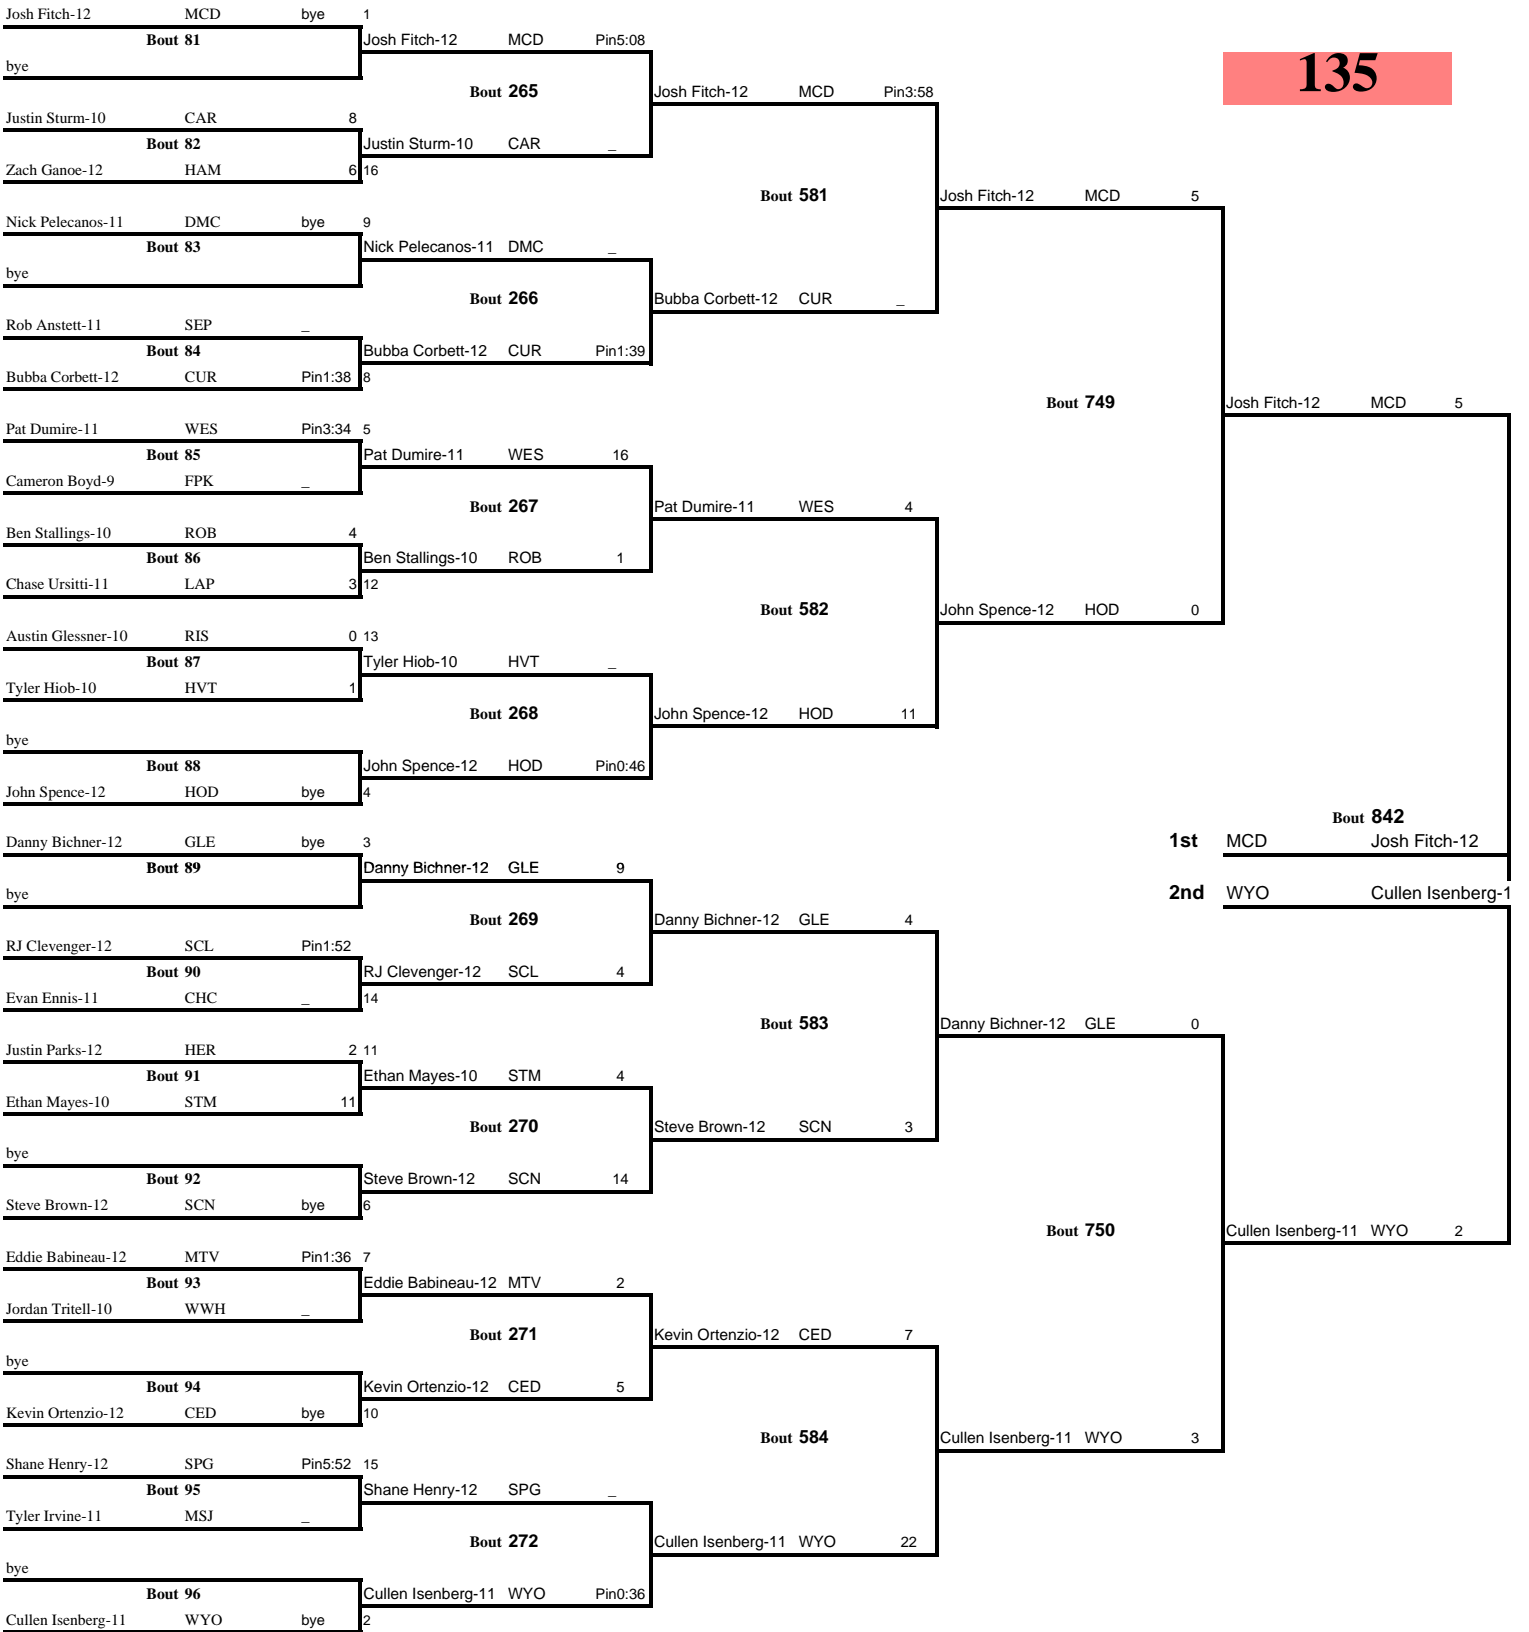 Josh Fitch-12 MCD bye 1
Bout 81 Josh Fitch-12 MCD Pin5:08
bye
135
Bout 265 Josh Fitch-12 MCD Pin3:58
Justin Sturm-10 CAR 8
Bout 82 Justin Sturm-10 CAR _
Zach Ganoe-12 HAM 6 16
Bout 581 Josh Fitch-12 MCD 5
Nick Pelecanos-11 DMC bye 9
Bout 83 Nick Pelecanos-11 DMC _
bye
Bout 266 Bubba Corbett-12 CUR _
Rob Anstett-11 SEP _
Bout 84 Bubba Corbett-12 CUR Pin1:39
Bubba Corbett-12 CUR Pin1:38 8
Bout 749 Josh Fitch-12 MCD 5
Pat Dumire-11 WES Pin3:34 5
Bout 85 Pat Dumire-11 WES 16
Cameron Boyd-9 FPK _
Bout 267 Pat Dumire-11 WES 4
Ben Stallings-10 ROB 4
Bout 86 Ben Stallings-10 ROB 1
Chase Ursitti-11 LAP 3 12
Bout 582 John Spence-12 HOD 0
Austin Glessner-10 RIS 0 13
Bout 87 Tyler Hiob-10 HVT _
Tyler Hiob-10 HVT 1
Bout 268 John Spence-12 HOD 11
bye
Bout 88 John Spence-12 HOD Pin0:46
John Spence-12 HOD bye 4
Bout 842
Danny Bichner-12 GLE bye 3 1st MCD Josh Fitch-12
Bout 89 Danny Bichner-12 GLE 9
bye 2nd WYO Cullen Isenberg-1
Bout 269 Danny Bichner-12 GLE 4
RJ Clevenger-12 SCL Pin1:52
Bout 90 RJ Clevenger-12 SCL 4
Evan Ennis-11 CHC _ 14
Bout 583 Danny Bichner-12 GLE 0
Justin Parks-12 HER 2 11
Bout 91 Ethan Mayes-10 STM 4
Ethan Mayes-10 STM 11
Bout 270 Steve Brown-12 SCN 3
bye
Bout 92 Steve Brown-12 SCN 14
Steve Brown-12 SCN bye 6
Bout 750 Cullen Isenberg-11 WYO 2
Eddie Babineau-12 MTV Pin1:36 7
Bout 93 Eddie Babineau-12 MTV 2
Jordan Tritell-10 WWH _
Bout 271 Kevin Ortenzio-12 CED 7
bye
Bout 94 Kevin Ortenzio-12 CED 5
Kevin Ortenzio-12 CED bye 10
Bout 584 Cullen Isenberg-11 WYO 3
Shane Henry-12 SPG Pin5:52 15
Bout 95 Shane Henry-12 SPG _
Tyler Irvine-11 MSJ _
Bout 272 Cullen Isenberg-11 WYO 22
bye
Bout 96 Cullen Isenberg-11 WYO Pin0:36
Cullen Isenberg-11 WYO bye 2